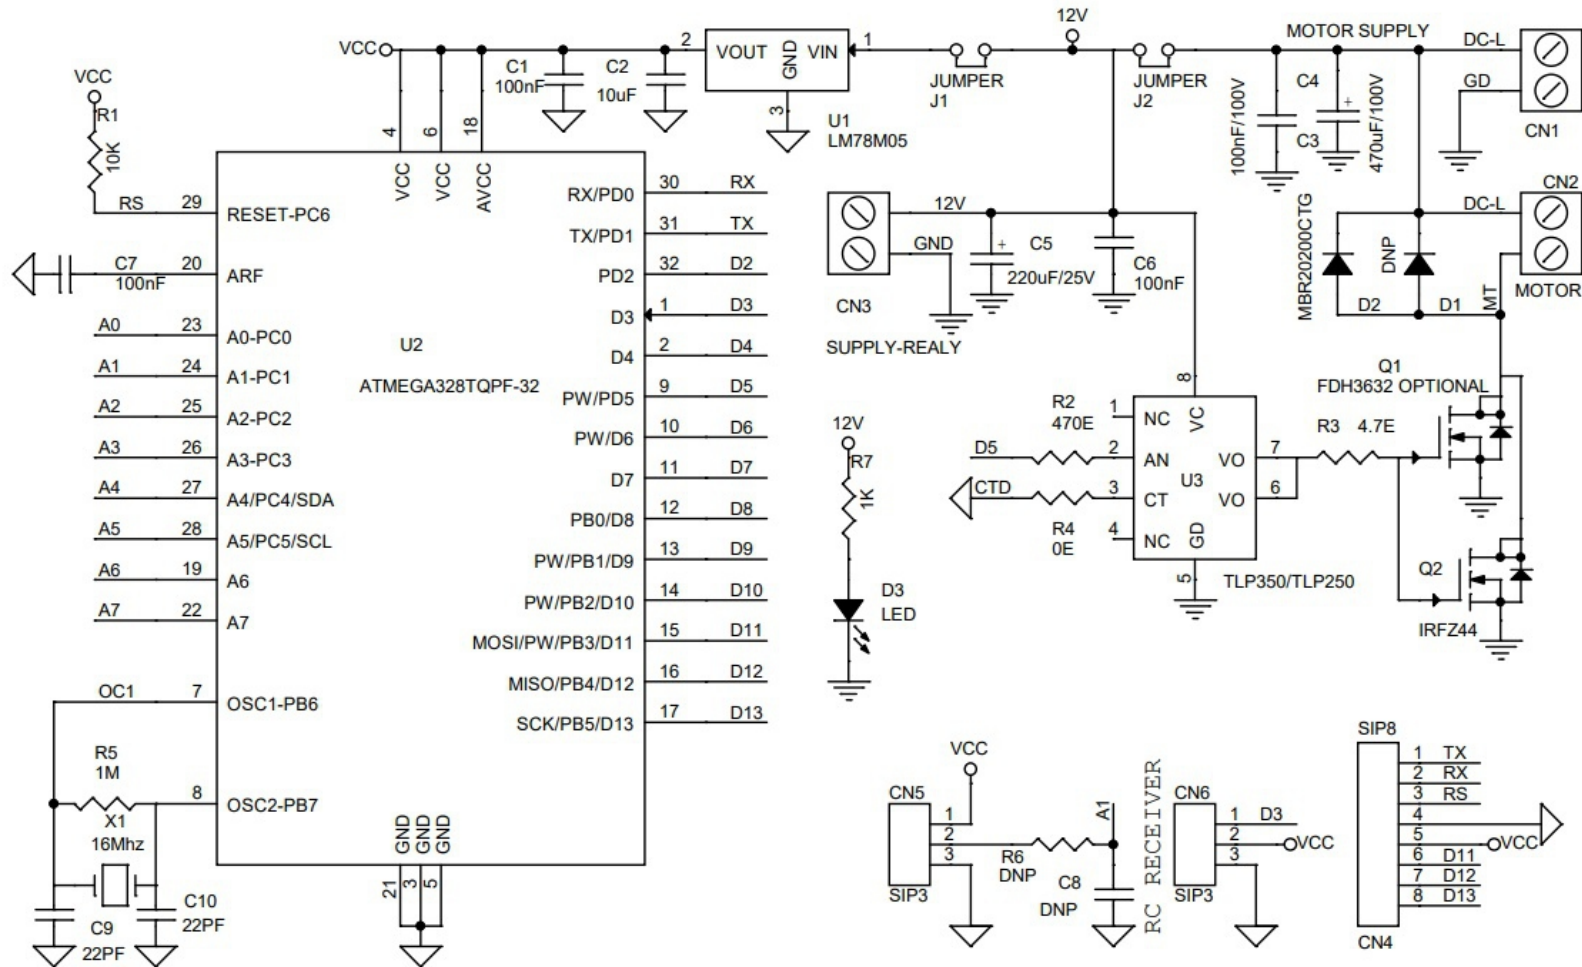 VCC
C1
100nF
C2
10uF
2
VOUT
GND
VIN
1
3
U1
LM78M05
JUMPER
J1
12V
JUMPER
J2
MOTOR SUPPLY
DC-L
GD
CN1
100nF/100V
C3
C4
+
470uF/100V
VCC
R1
10K
RS
29
RESET-PC6
4
6
18
VCC
VCC
AVCC
C7
100nF
20
ARF
A0
23
A0-PC0
A1
24
A1-PC1
A2
25
A2-PC2
A3
26
A3-PC3
A4
27
A4/PC4/SDA
A5
28
A5/PC5/SCL
A6
19
A6
A7
22
A7
OC1
7
OSC1-PB6
R5
1M
8
OSC2-PB7
X1
16Mhz
C9
22PF
C10
22PF
U2
ATMEGA328TQPF-32
GND
GND
GND
21
3
5
RX/PD0
30
RX
TX/PD1
31
TX
PD2
32
D2
D3
1
D3
D4
2
D4
PW/PD5
9
D5
PW/D6
10
D6
D7
11
D7
PB0/D8
12
D8
PW/PB1/D9
13
D9
PW/PB2/D10
14
D10
MOSI/PW/PB3/D11
15
D11
MISO/PB4/D12
16
D12
SCK/PB5/D13
17
D13
12V
GND
CN3
SUPPLY-REALY
+
C5
220uF/25V
C6
100nF
12V
R7
1K
D3
LED
MBR20200CTG
DNP
D2
D1
DC-L
CN2
MT
MOTOR
D5
R2
470E
CTD
R4
0E
1
NC
2
AN
3
CT
4
NC
8
VC
U3
GD
5
VO
7
VO
6
TLP350/TLP250
R3
4.7E
Q1
FDH3632 OPTIONAL
Q2
IRFZ44
VCC
CN5
1
2
3
SIP3
R6
DNP
A1
C8
DNP
RC RECEIVER
CN6
1
D3
2
VCC
3
SIP3
SIP8
1
TX
2
RX
3
RS
4
5
VCC
6
D11
7
D12
8
D13
CN4